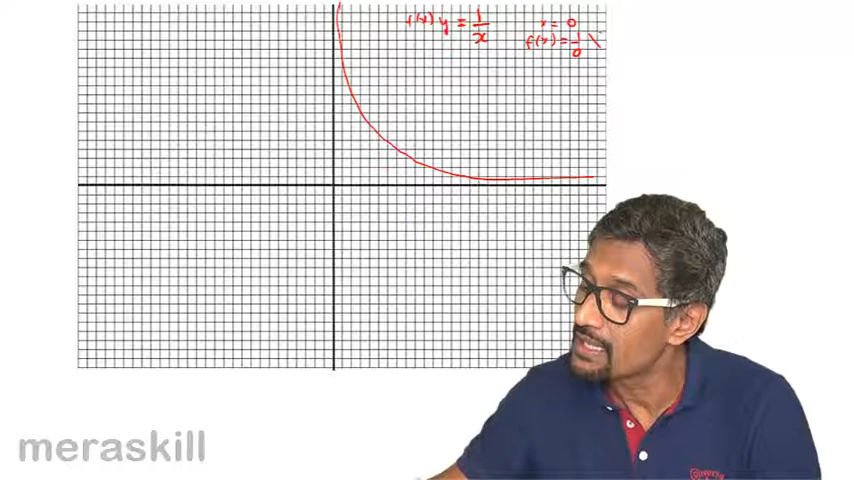 f(x) y = 1/x
x = 0
f(x) = 1/0
meraskill